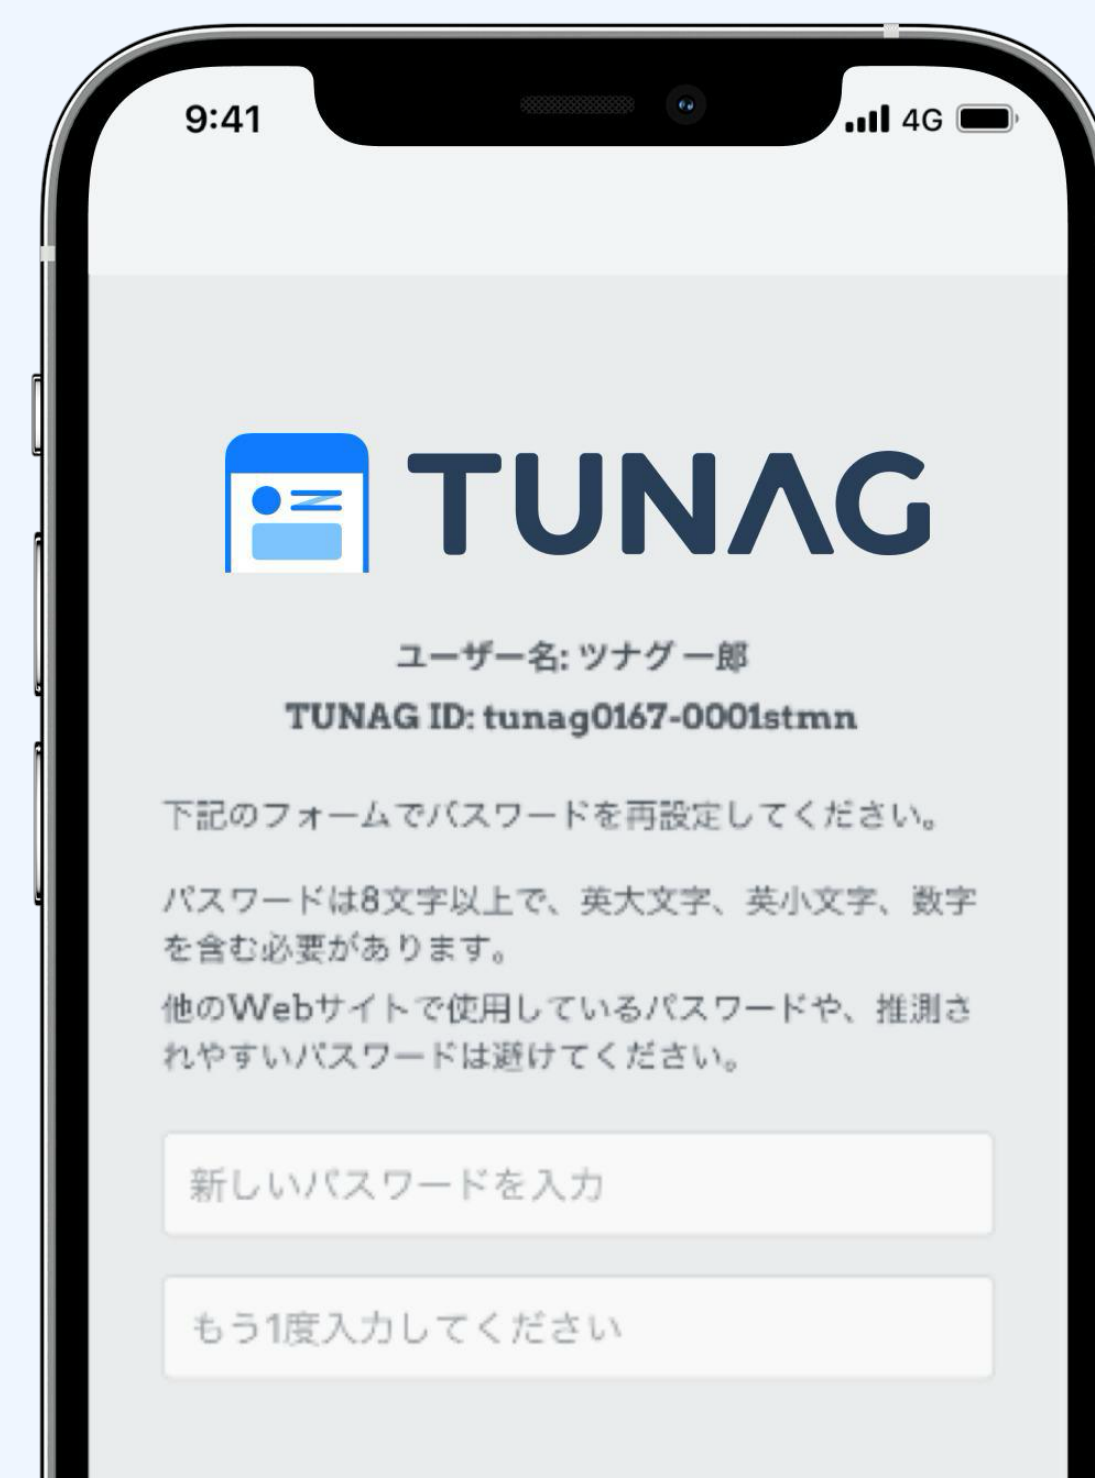 9:41
4G
TUNAG
ユーザー名: ツナグ 一郎
TUNAG ID: tunag0167-0001stmn
下記のフォームでパスワードを再設定してください。
パスワードは8文字以上で、英大文字、英小文字、数字
を含む必要があります。
他のWebサイトで使用しているパスワードや、推測さ
れやすいパスワードは避けてください。
新しいパスワードを入力
もう1度入力してください